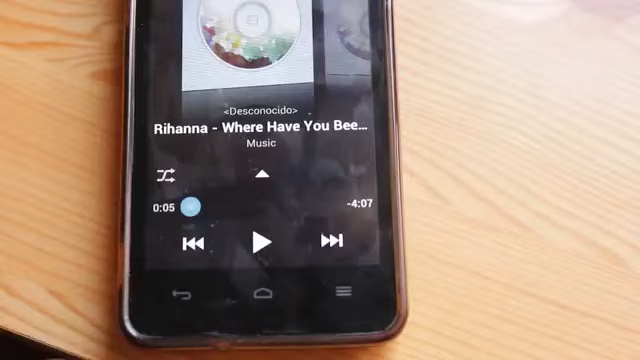 <Desconocido>
Rihanna - Where Have You Bee...
Music
0:05
-4:07